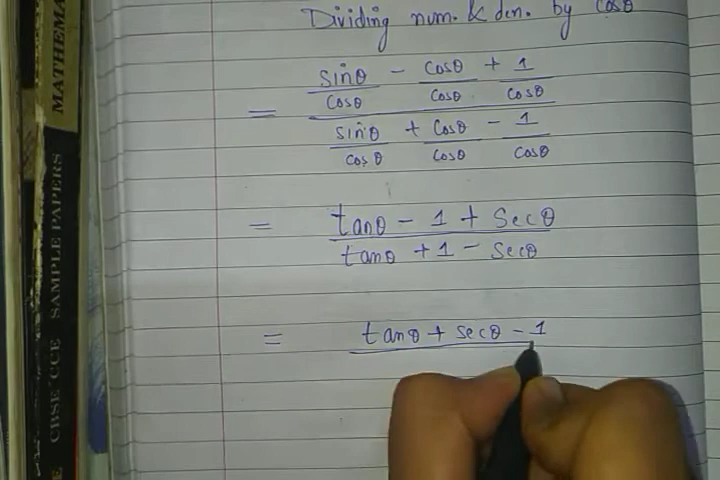 Dividing num. & den. by cosθ
= (sinθ/cosθ - cosθ/cosθ + 1/cosθ) / (sinθ/cosθ + cosθ/cosθ - 1/cosθ)
= (tanθ - 1 + secθ) / (tanθ + 1 - secθ)
= tanθ + secθ - 1
MATHEMA
CBSE CCE SAMPLE PAPERS